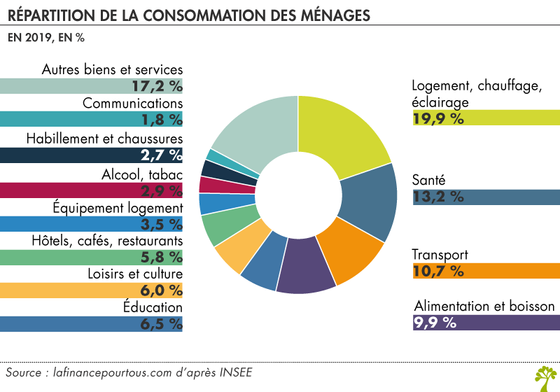 RÉPARTITION DE LA CONSOMMATION DES MÉNAGES
EN 2019, EN %
Autres biens et services
17,2 %
Communications
1,8 %
Habillement et chaussures
2,7 %
Alcool, tabac
2,9 %
Équipement logement
3,5 %
Hôtels, cafés, restaurants
5,8 %
Loisirs et culture
6,0 %
Éducation
6,5 %
Logement, chauffage,
éclairage
19,9 %
Santé
13,2 %
Transport
10,7 %
Alimentation et boisson
9,9 %
Source : lafinancepourtous.com d’après INSEE